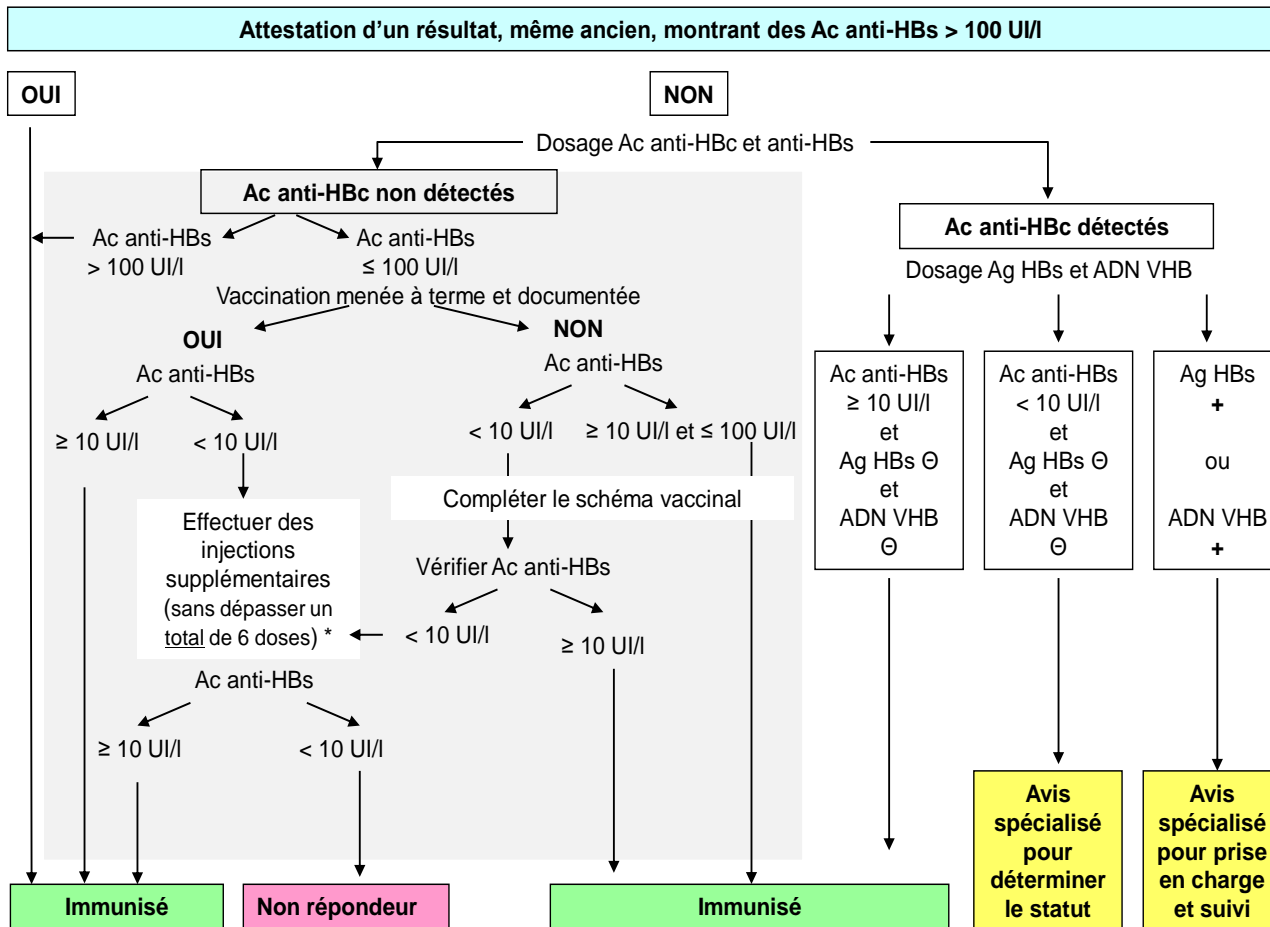 Attestation d’un résultat, même ancien, montrant des Ac anti-HBs > 100 UI/l
OUI
NON
Dosage Ac anti-HBc et anti-HBs
Ac anti-HBc non détectés
Ac anti-HBs
> 100 UI/l
Ac anti-HBs
≤ 100 UI/l
Vaccination menée à terme et documentée
OUI
Ac anti-HBs
≥ 10 UI/l
< 10 UI/l
Effectuer des
injections
supplémentaires
(sans dépasser un
total de 6 doses) *
Ac anti-HBs
≥ 10 UI/l
< 10 UI/l
NON
Ac anti-HBs
< 10 UI/l
≥ 10 UI/l et ≤ 100 UI/l
Compléter le schéma vaccinal
Vérifier Ac anti-HBs
< 10 UI/l
≥ 10 UI/l
Ac anti-HBc détectés
Dosage Ag HBs et ADN VHB
Ac anti-HBs
≥ 10 UI/l
et
Ag HBs Θ
et
ADN VHB
Θ
Ac anti-HBs
< 10 UI/l
et
Ag HBs Θ
et
ADN VHB
Θ
Ag HBs
+
ou
ADN VHB
+
Immunisé
Non répondeur
Immunisé
Avis
spécialisé
pour
déterminer
le statut
Avis
spécialisé
pour prise
en charge
et suivi